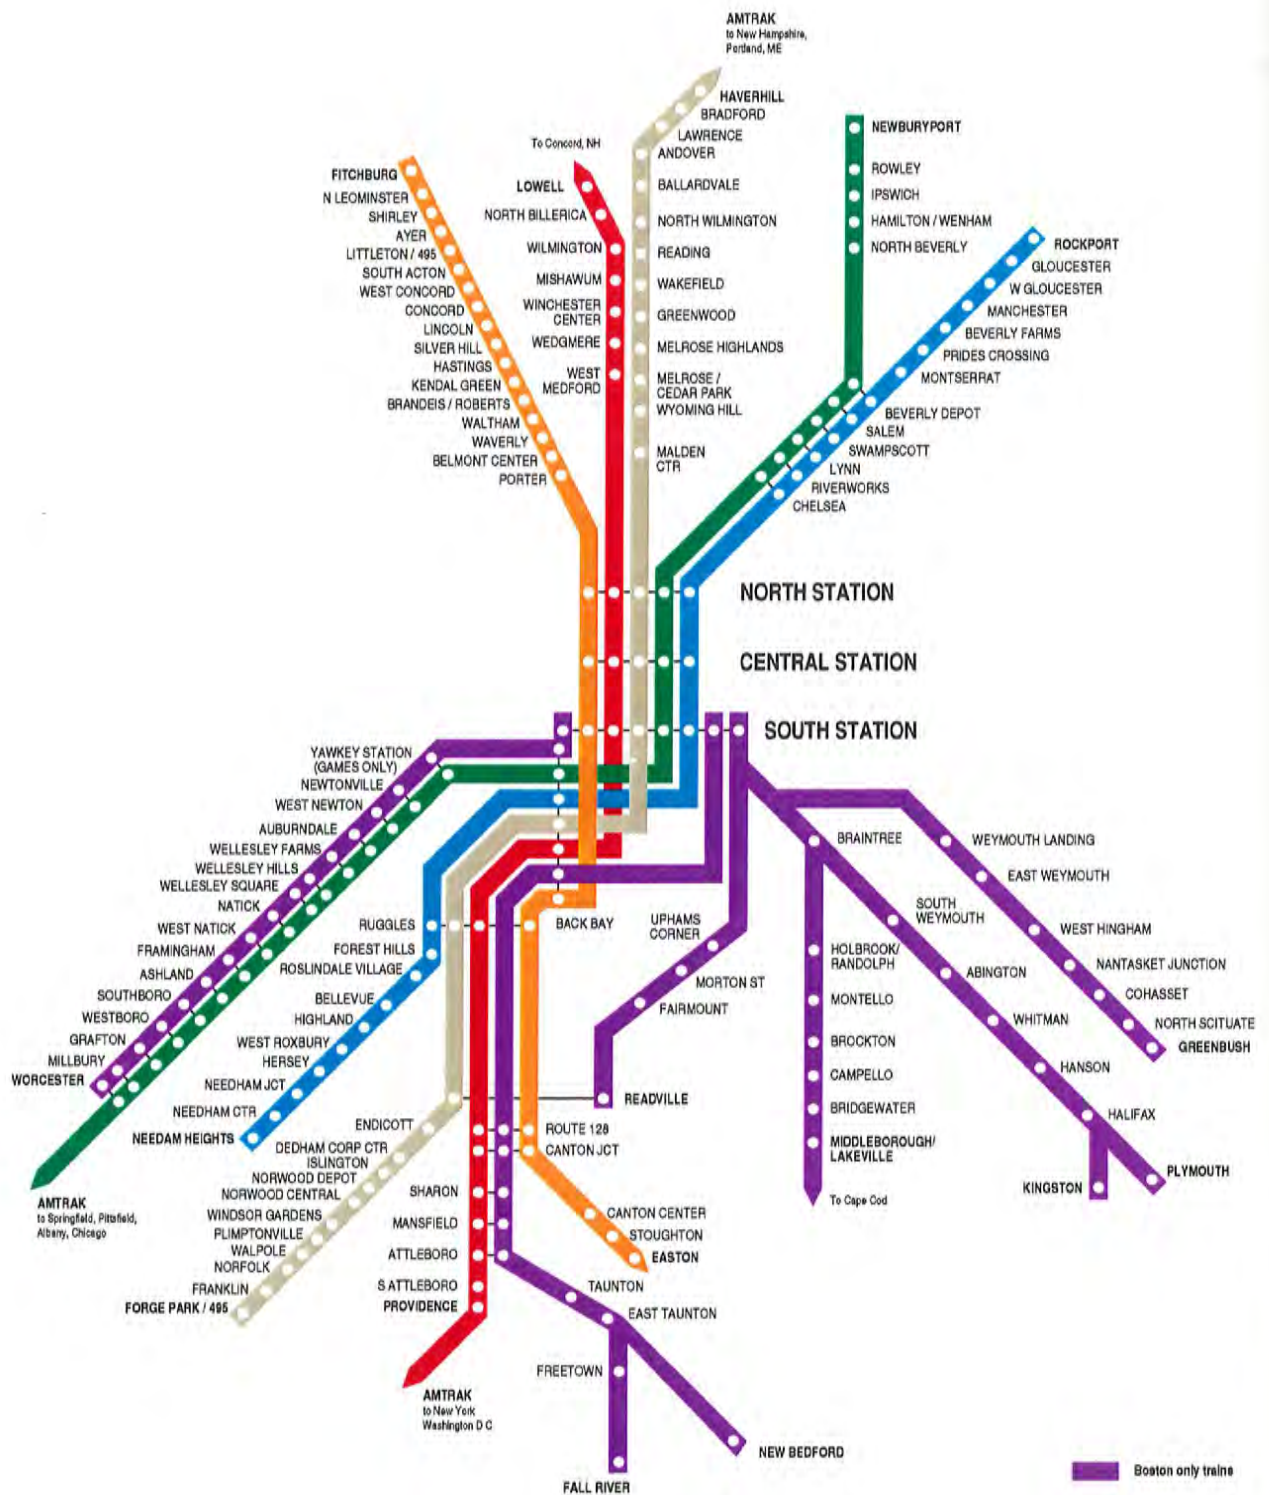 AMTRAK
to New Hampshire,
Portland, ME
HAVERHILL
BRADFORD
LAWRENCE
ANDOVER
BALLARDVALE
NORTH WILMINGTON
READING
WAKEFIELD
GREENWOOD
MELROSE HIGHLANDS
MELROSE /
CEDAR PARK
WYOMING HILL
MALDEN
CTR
To Concord, NH
LOWELL
NORTH BILLERICA
WILMINGTON
MISHAWUM
WINCHESTER
CENTER
WEDGMERE
WEST
MEDFORD
FITCHBURG
N LEOMINSTER
SHIRLEY
AYER
LITTLETON / 495
SOUTH ACTON
WEST CONCORD
CONCORD
LINCOLN
SILVER HILL
HASTINGS
KENDAL GREEN
BRANDEIS / ROBERTS
WALTHAM
WAVERLY
BELMONT CENTER
PORTER
NEWBURYPORT
ROWLEY
IPSWICH
HAMILTON / WENHAM
NORTH BEVERLY
ROCKPORT
GLOUCESTER
W GLOUCESTER
MANCHESTER
BEVERLY FARMS
PRIDES CROSSING
MONTSERRAT
BEVERLY DEPOT
SALEM
SWAMPSCOTT
LYNN
RIVERWORKS
CHELSEA
NORTH STATION
CENTRAL STATION
SOUTH STATION
YAWKEY STATION
(GAMES ONLY)
NEWTONVILLE
WEST NEWTON
AUBURNDALE
WELLESLEY FARMS
WELLESLEY HILLS
WELLESLEY SQUARE
NATICK
WEST NATICK
FRAMINGHAM
ASHLAND
SOUTHBORO
WESTBORO
GRAFTON
MILLBURY
WORCESTER
AMTRAK
to Springfield, Pittsfield,
Albany, Chicago
RUGGLES
BACK BAY
FOREST HILLS
ROSLINDALE VILLAGE
BELLEVUE
HIGHLAND
WEST ROXBURY
HERSEY
NEEDHAM JCT
NEEDHAM CTR
NEEDAM HEIGHTS
ENDICOTT
DEDHAM CORP CTR
ISLINGTON
NORWOOD DEPOT
NORWOOD CENTRAL
WINDSOR GARDENS
PLIMPTONVILLE
WALPOLE
NORFOLK
FRANKLIN
FORGE PARK / 495
UPHAMS
CORNER
MORTON ST
FAIRMOUNT
READVILLE
ROUTE 128
CANTON JCT
SHARON
MANSFIELD
ATTLEBORO
S ATTLEBORO
PROVIDENCE
AMTRAK
to New York
Washington D C
CANTON CENTER
STOUGHTON
EASTON
TAUNTON
EAST TAUNTON
FREETOWN
FALL RIVER
NEW BEDFORD
BRAINTREE
HOLBROOK/
RANDOLPH
MONTELLO
BROCKTON
CAMPELLO
BRIDGEWATER
MIDDLEBOROUGH/
LAKEVILLE
To Cape Cod
SOUTH
WEYMOUTH
ABINGTON
WHITMAN
HANSON
HALIFAX
KINGSTON
PLYMOUTH
WEYMOUTH LANDING
EAST WEYMOUTH
WEST HINGHAM
NANTASKET JUNCTION
COHASSET
NORTH SCITUATE
GREENBUSH
Boston only trains